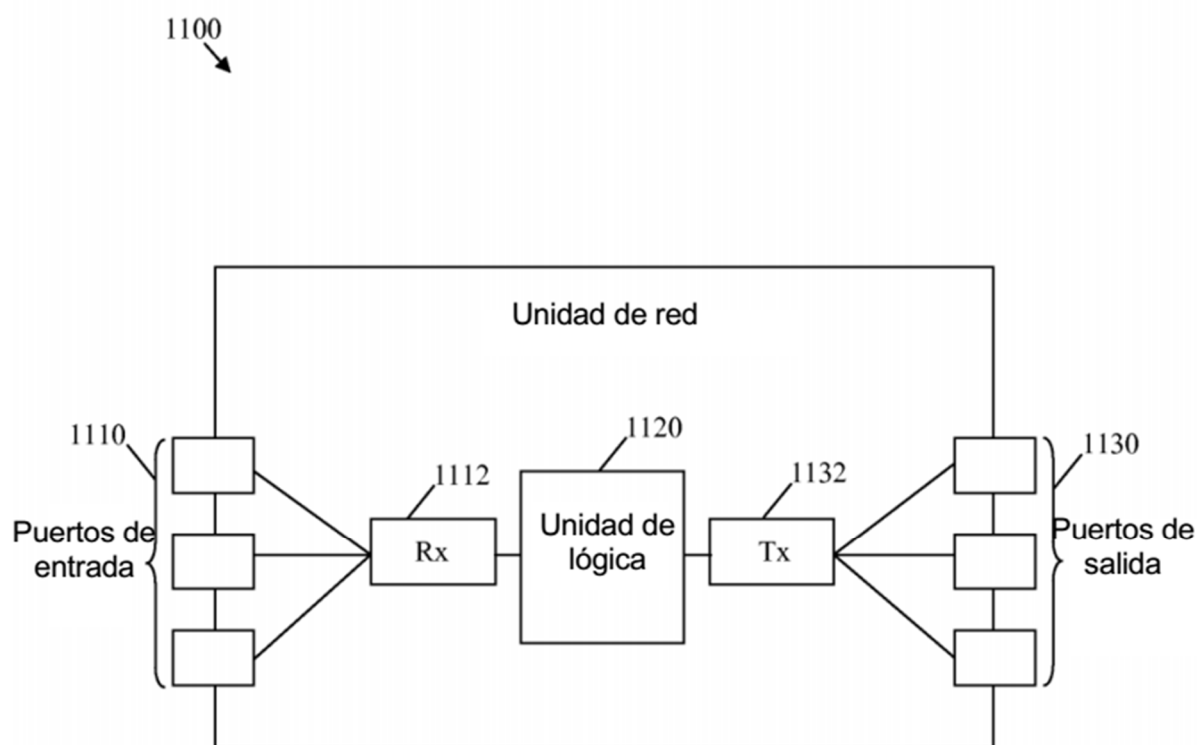 1100
Unidad de red
1110
1120
1130
1112
1132
Puertos de
entrada
Rx
Unidad de
lógica
Tx
Puertos de
salida